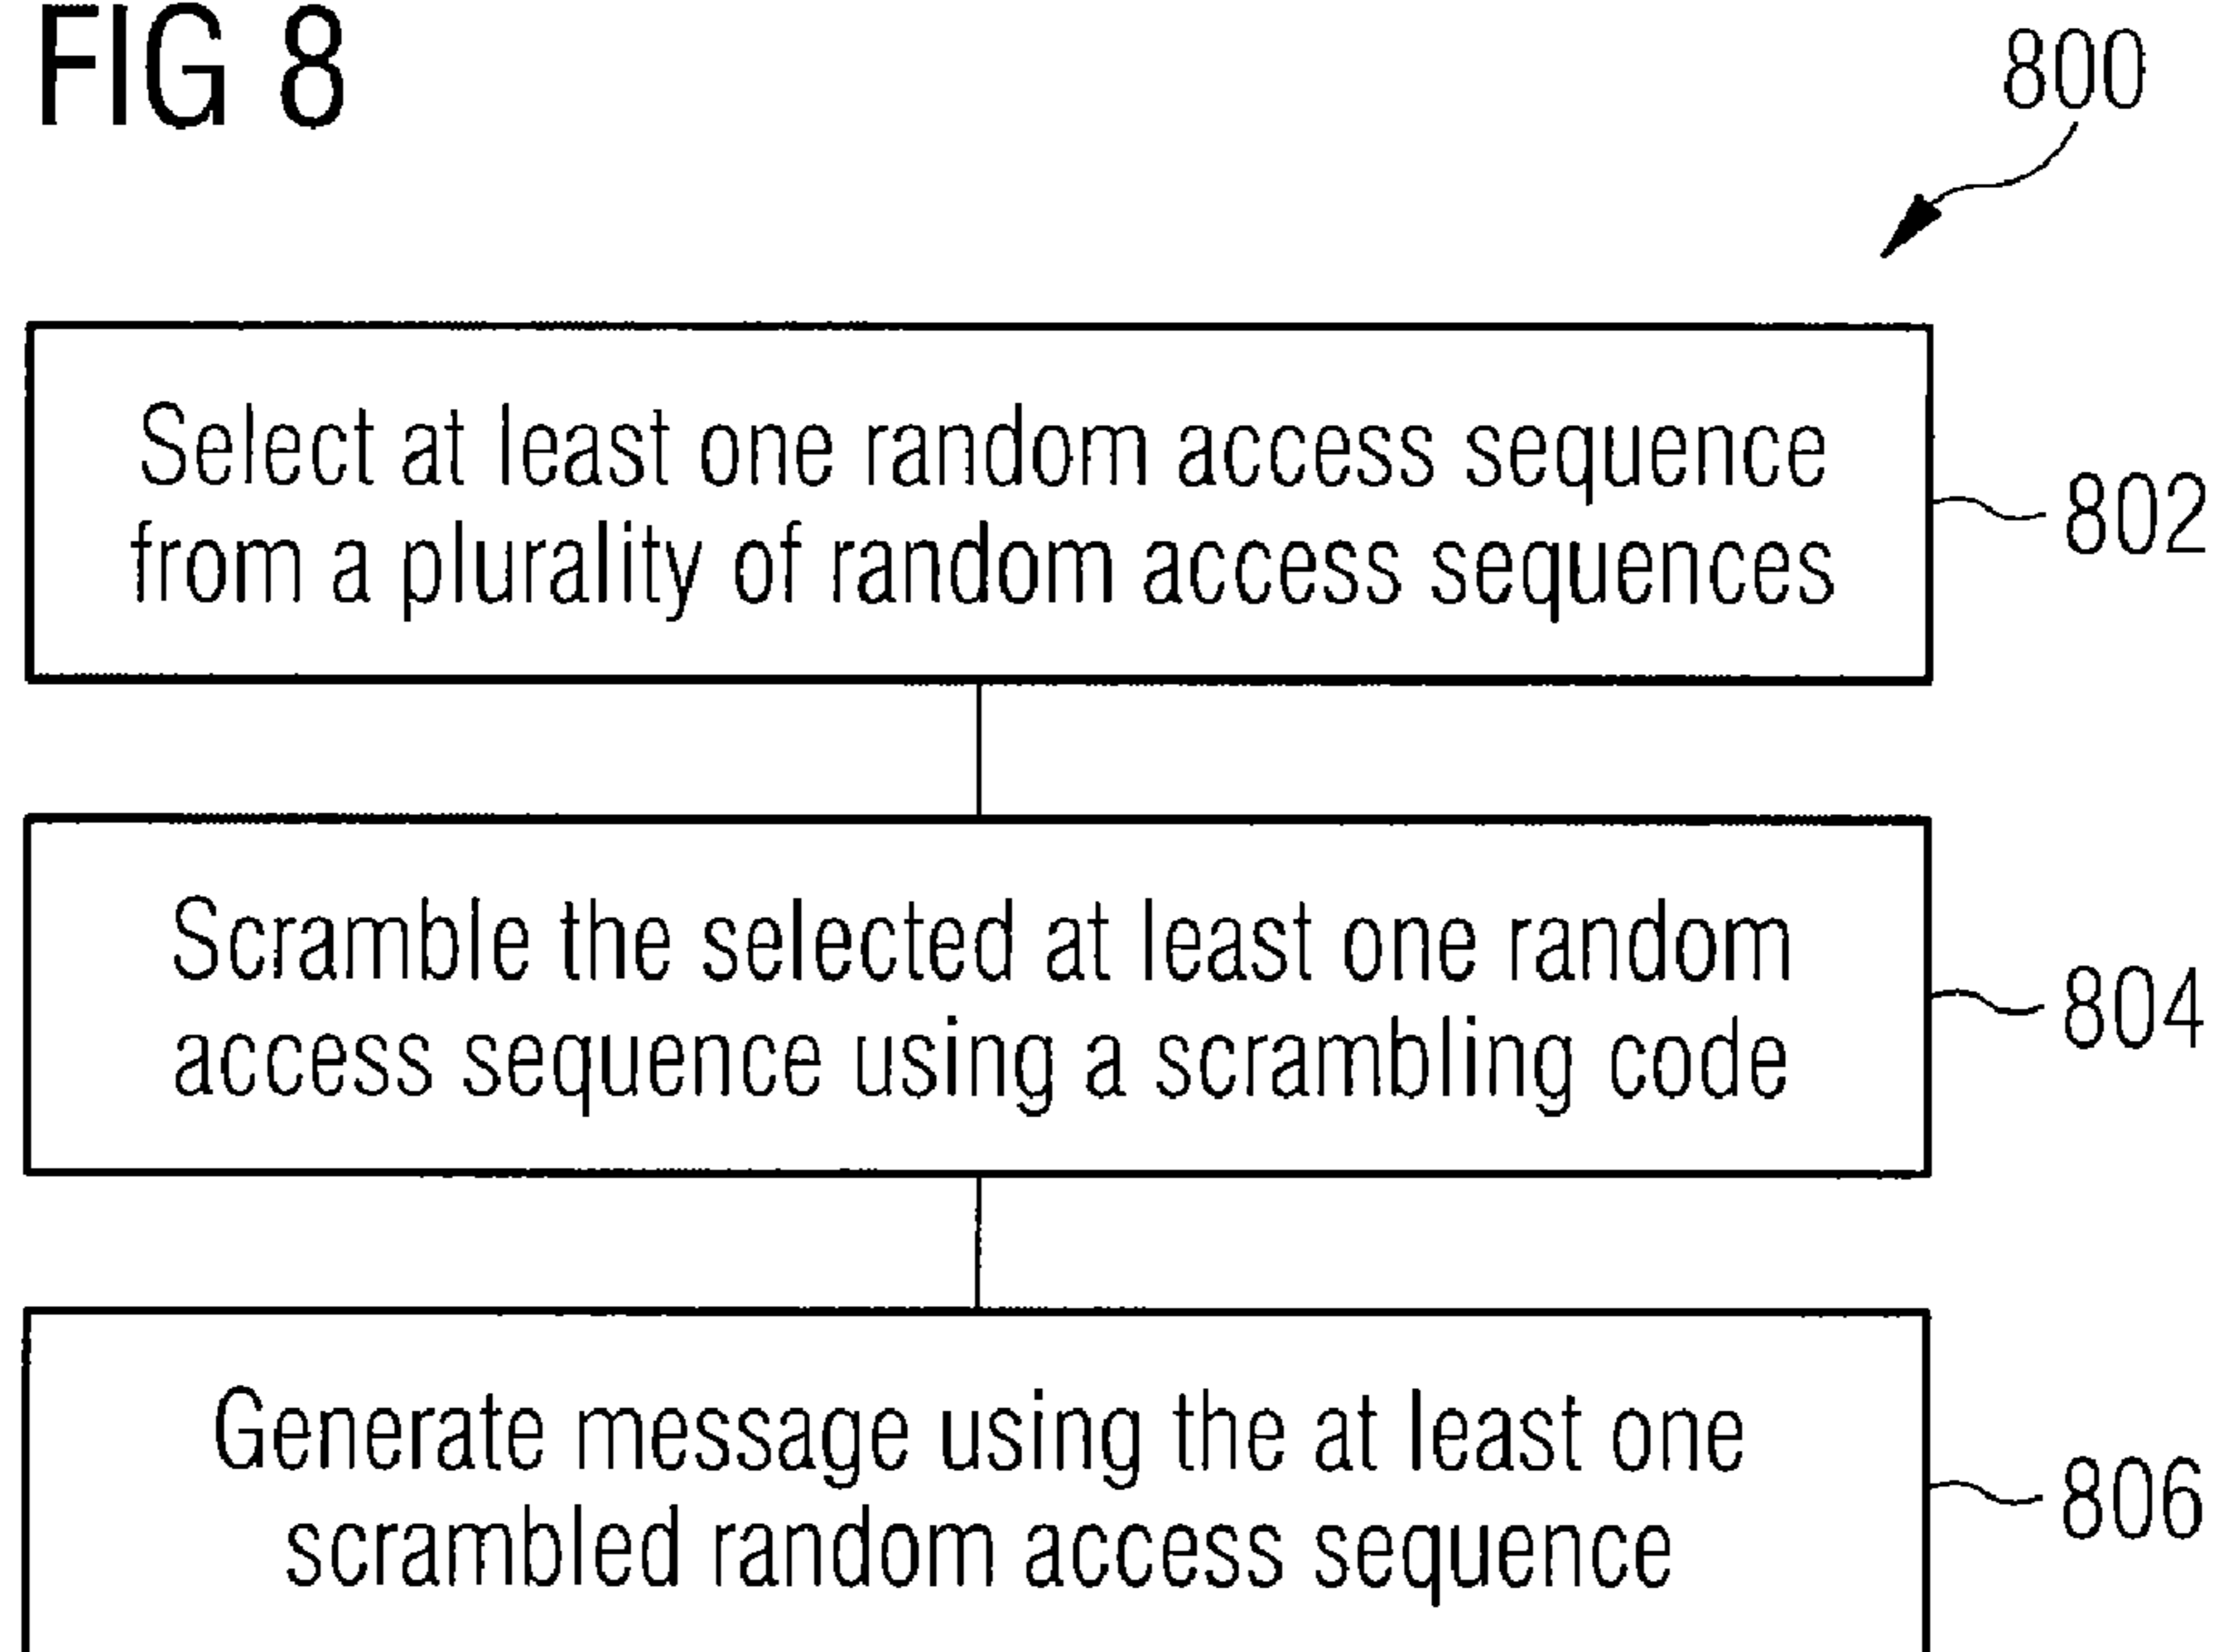 FIG 8
800
Select at least one random access sequence
from a plurality of random access sequences
802
Scramble the selected at least one random
access sequence using a scrambling code
804
Generate message using the at least one
scrambled random access sequence
806